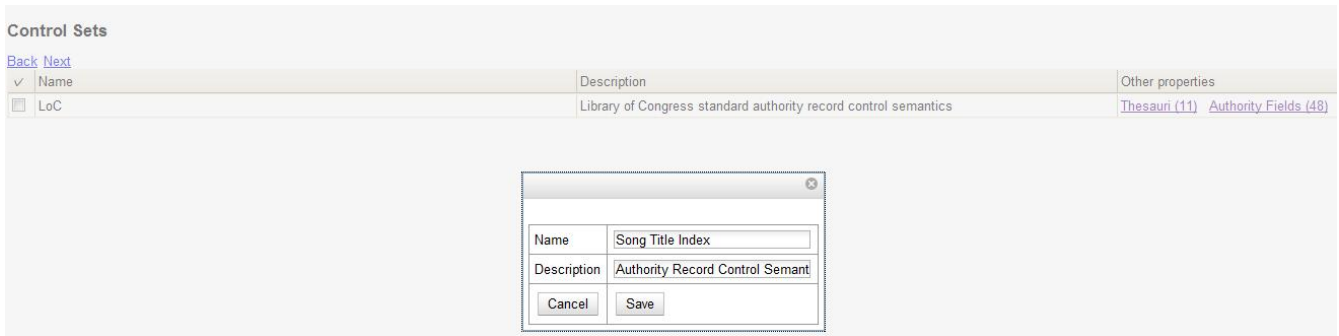 Control Sets
Back Next
Name Description Other properties
LoC Library of Congress standard authority record control semantics Thesauri (11) Authority Fields (48)
Name Song Title Index
Description Authority Record Control Semant
Cancel Save